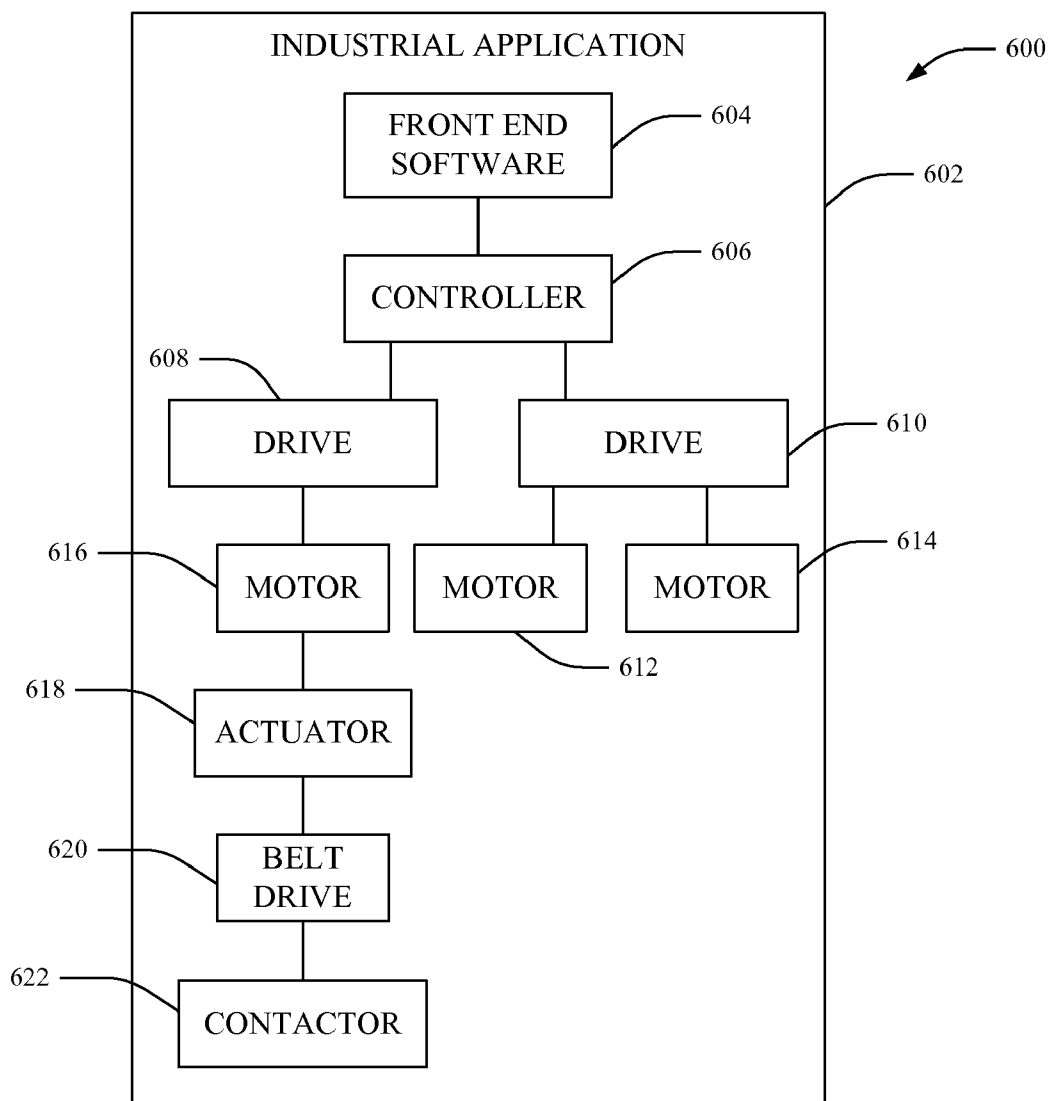 INDUSTRIAL APPLICATION
600
FRONT END
SOFTWARE
604
602
606
CONTROLLER
608
DRIVE
DRIVE
610
616
MOTOR
MOTOR
MOTOR
614
612
618
ACTUATOR
620
BELT
DRIVE
622
CONTACTOR